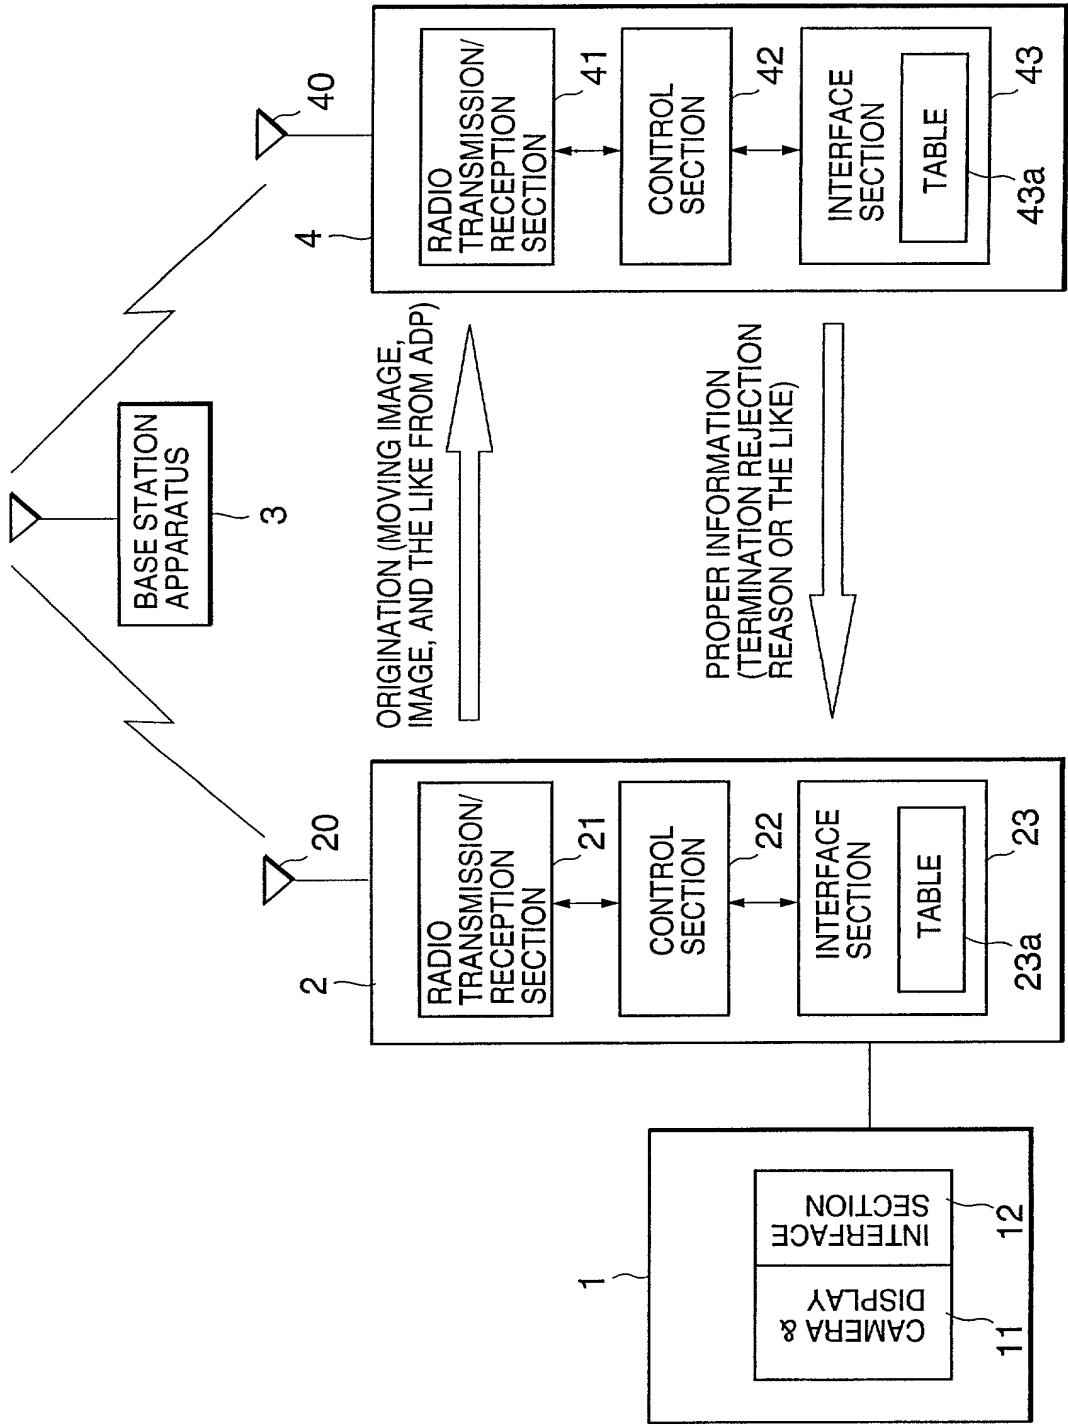 BASE STATION
APPARATUS
3
1
CAMERA &
DISPLAY
11
INTERFACE
SECTION
12
2
20
RADIO
TRANSMISSION/
RECEPTION
SECTION
21
CONTROL
SECTION
22
INTERFACE
SECTION
TABLE
23
23a
ORIGINATION (MOVING IMAGE,
IMAGE, AND THE LIKE FROM ADP)
PROPER INFORMATION
(TERMINATION REJECTION
REASON OR THE LIKE)
4
40
RADIO
TRANSMISSION/
RECEPTION
SECTION
41
CONTROL
SECTION
42
INTERFACE
SECTION
TABLE
43
43a